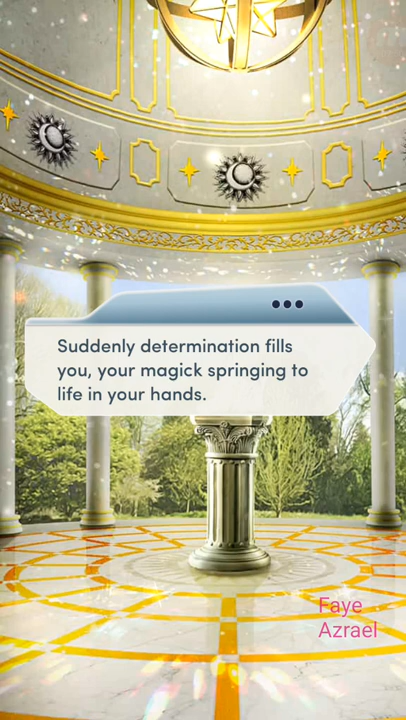 Suddenly determination fills
you, your magick springing to
life in your hands.
Faye
Azrael